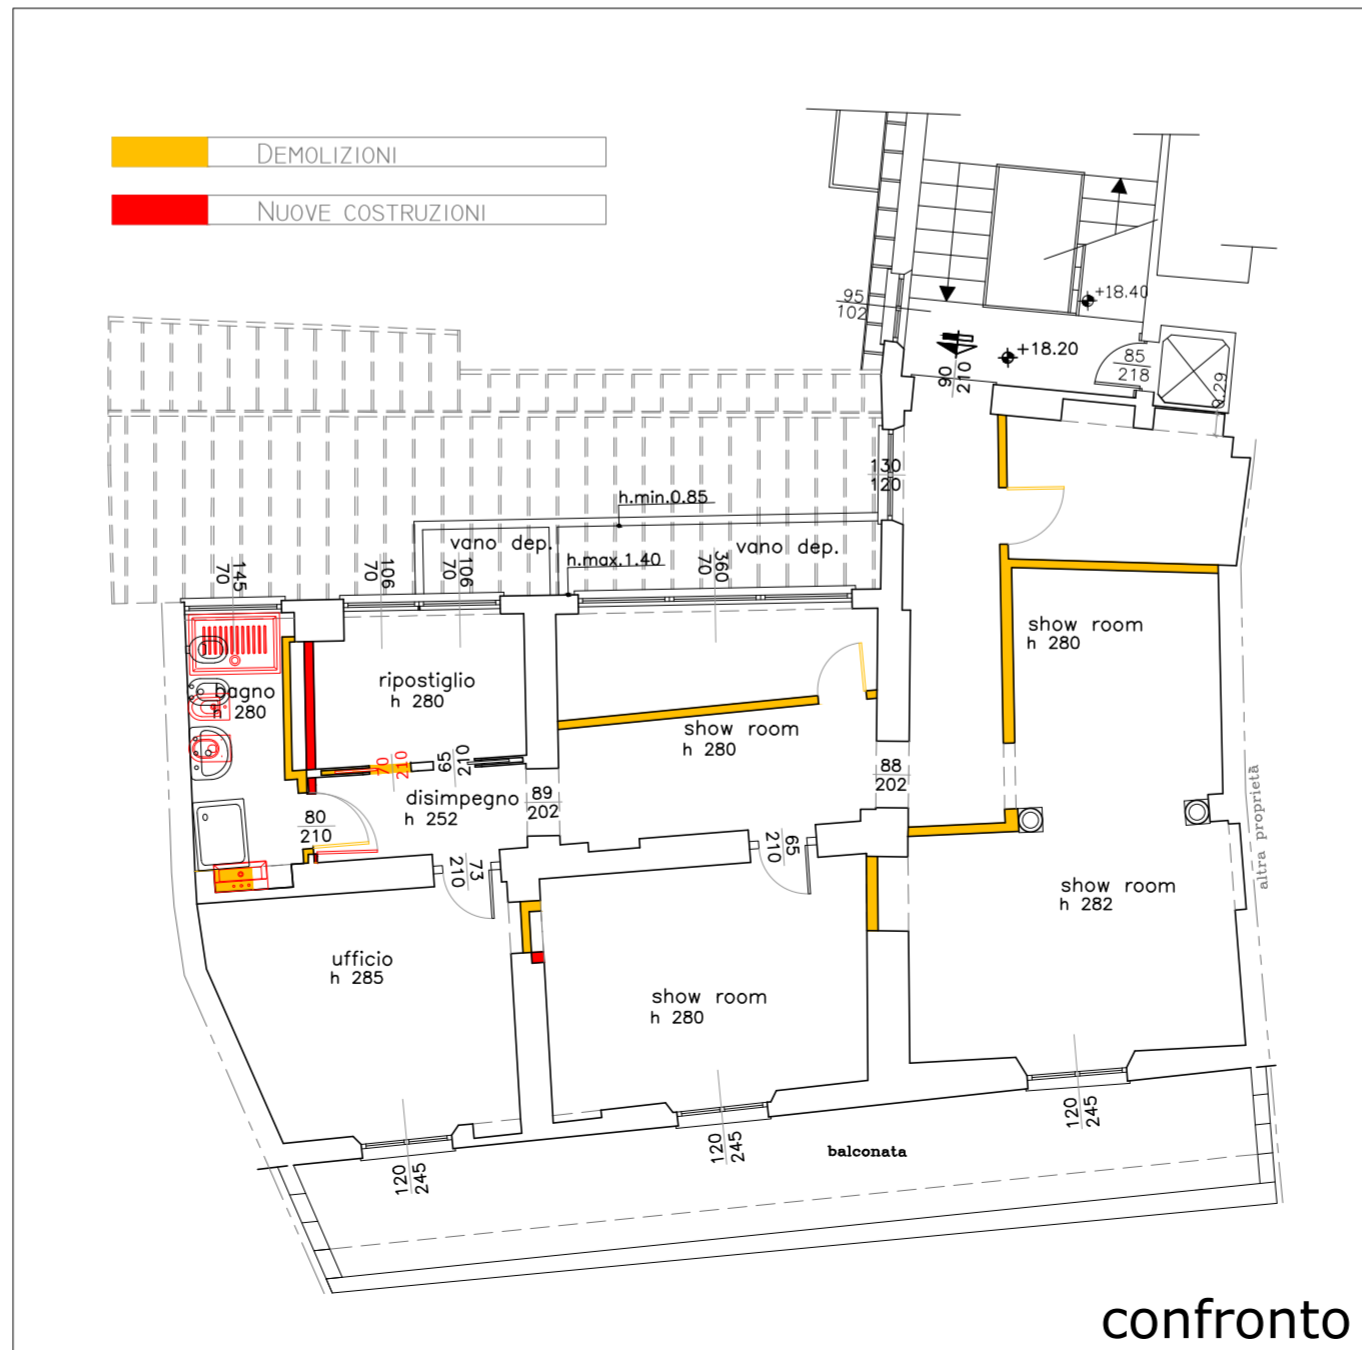 DEMOLIZIONI
NUOVE COSTRUZIONI
95
102
+18.40
+18.20
90
210
85
218
0.29
130
120
h.min.0.85
vano dep.
vano dep.
h.max.1.40
145
70
106
70
106
70
360
70
show room
h 280
bagno
h 280
ripostiglio
h 280
show room
h 280
70
210
65
210
disimpegno
h 252
89
202
88
202
80
210
73
210
65
210
altra proprietà
show room
h 282
ufficio
h 285
show room
h 280
120
245
120
245
120
245
balconata
confronto